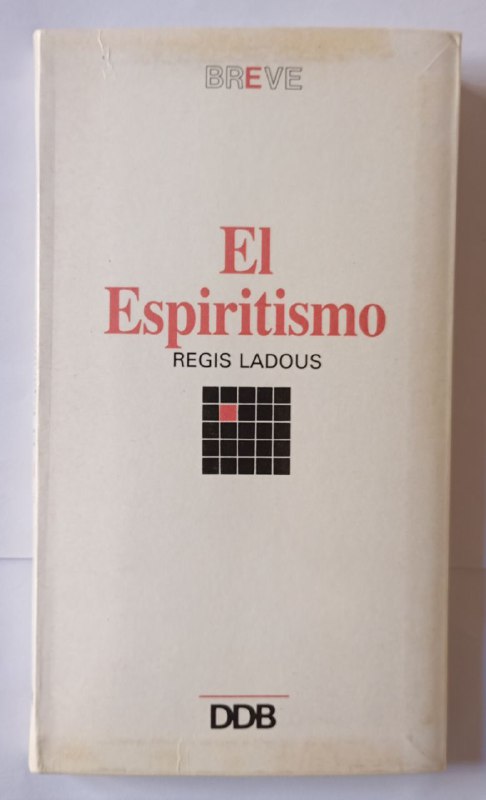 BREVE
El
Espiritismo
REGIS LADOUS
DDB